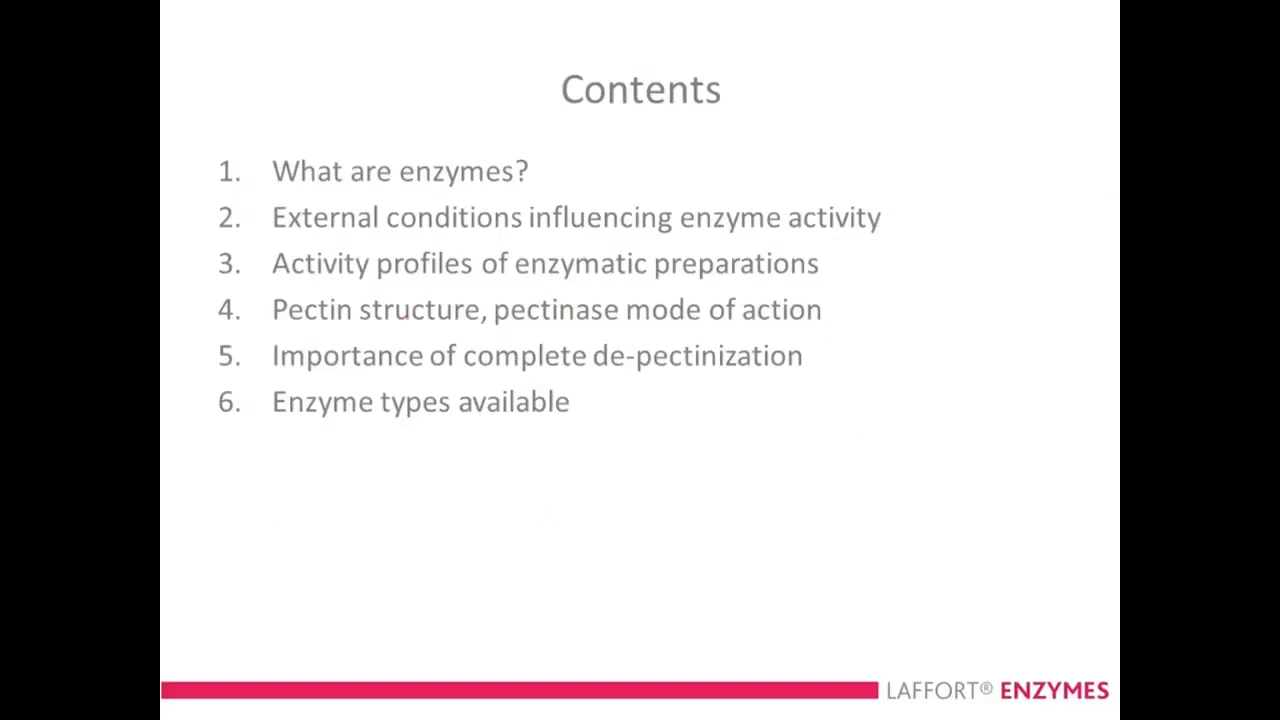 Contents
1. What are enzymes?
2. External conditions influencing enzyme activity
3. Activity profiles of enzymatic preparations
4. Pectin structure, pectinase mode of action
5. Importance of complete de-pectinization
6. Enzyme types available
LAFFORT® ENZYMES